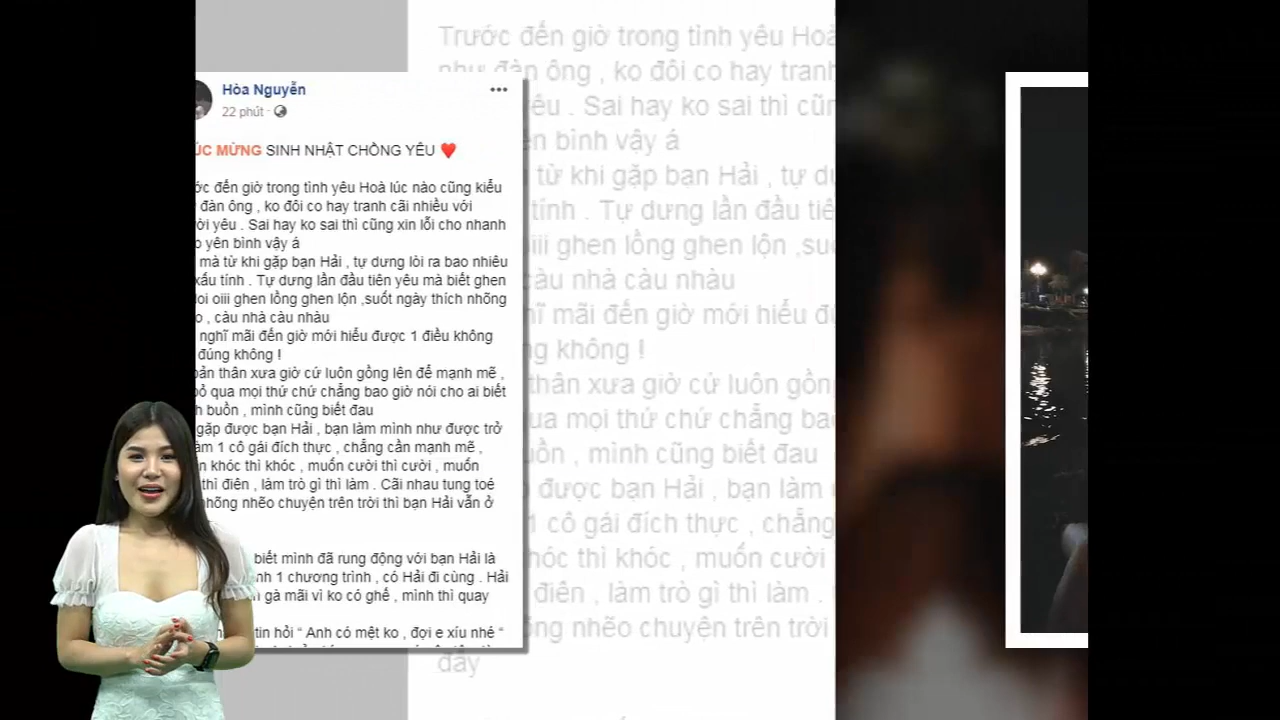 Hòa Nguyễn
22 phút
ÚC MỪNG SINH NHẬT CHỒNG YÊU
ớc đến giờ trong tình yêu Hoà lúc nào cũng kiểu
đàn ông , ko đôi co hay tranh cãi nhiều với
ời yêu . Sai hay ko sai thì cũng xin lỗi cho nhanh
yên bình vậy á
mà từ khi gặp bạn Hải , tự dưng lòi ra bao nhiêu
xấu tính . Tự dưng lần đầu tiên yêu mà biết ghen
oiii ghen lồng ghen lộn ,suốt ngày thích nhõng
o , càu nhà càu nhàu
nghĩ mãi đến giờ mới hiểu được 1 điều không
đúng không !
ản thân xưa giờ cứ luôn gồng lên để mạnh mẽ ,
ỏ qua mọi thứ chứ chẳng bao giờ nói cho ai biết
h buồn , mình cũng biết đau
gặp được bạn Hải , bạn làm mình như được trở
àm 1 cô gái đích thực , chẳng cần mạnh mẽ ,
n khóc thì khóc , muốn cười thì cười , muốn
thì điên , làm trò gì thì làm . Cãi nhau tung toé
nhõng nhẽo chuyện trên trời thì bạn Hải vẫn ở
biết mình đã rung động với bạn Hải là
nh 1 chương trình , có Hải đi cùng . Hải
gà mãi vì ko có ghế , mình thì quay
tin hỏi “ Anh có mệt ko , đợi e xíu nhé “
Trước đến giờ trong tình yêu Hoà
như đàn ông , ko đôi co hay tranh
êu . Sai hay ko sai thì cũn
n bình vậy á
từ khi gặp bạn Hải , tự dư
tính . Tự dưng lần đầu tiê
oiii ghen lồng ghen lộn ,suố
càu nhà càu nhàu
hĩ mãi đến giờ mới hiểu đư
ng không !
thân xưa giờ cứ luôn gồn
ua mọi thứ chứ chẳng bao
uồn , mình cũng biết đau
được bạn Hải , bạn làm
1 cô gái đích thực , chẳng
hóc thì khóc , muốn cười
điên , làm trò gì thì làm .
ng nhẽo chuyện trên trời
đấy